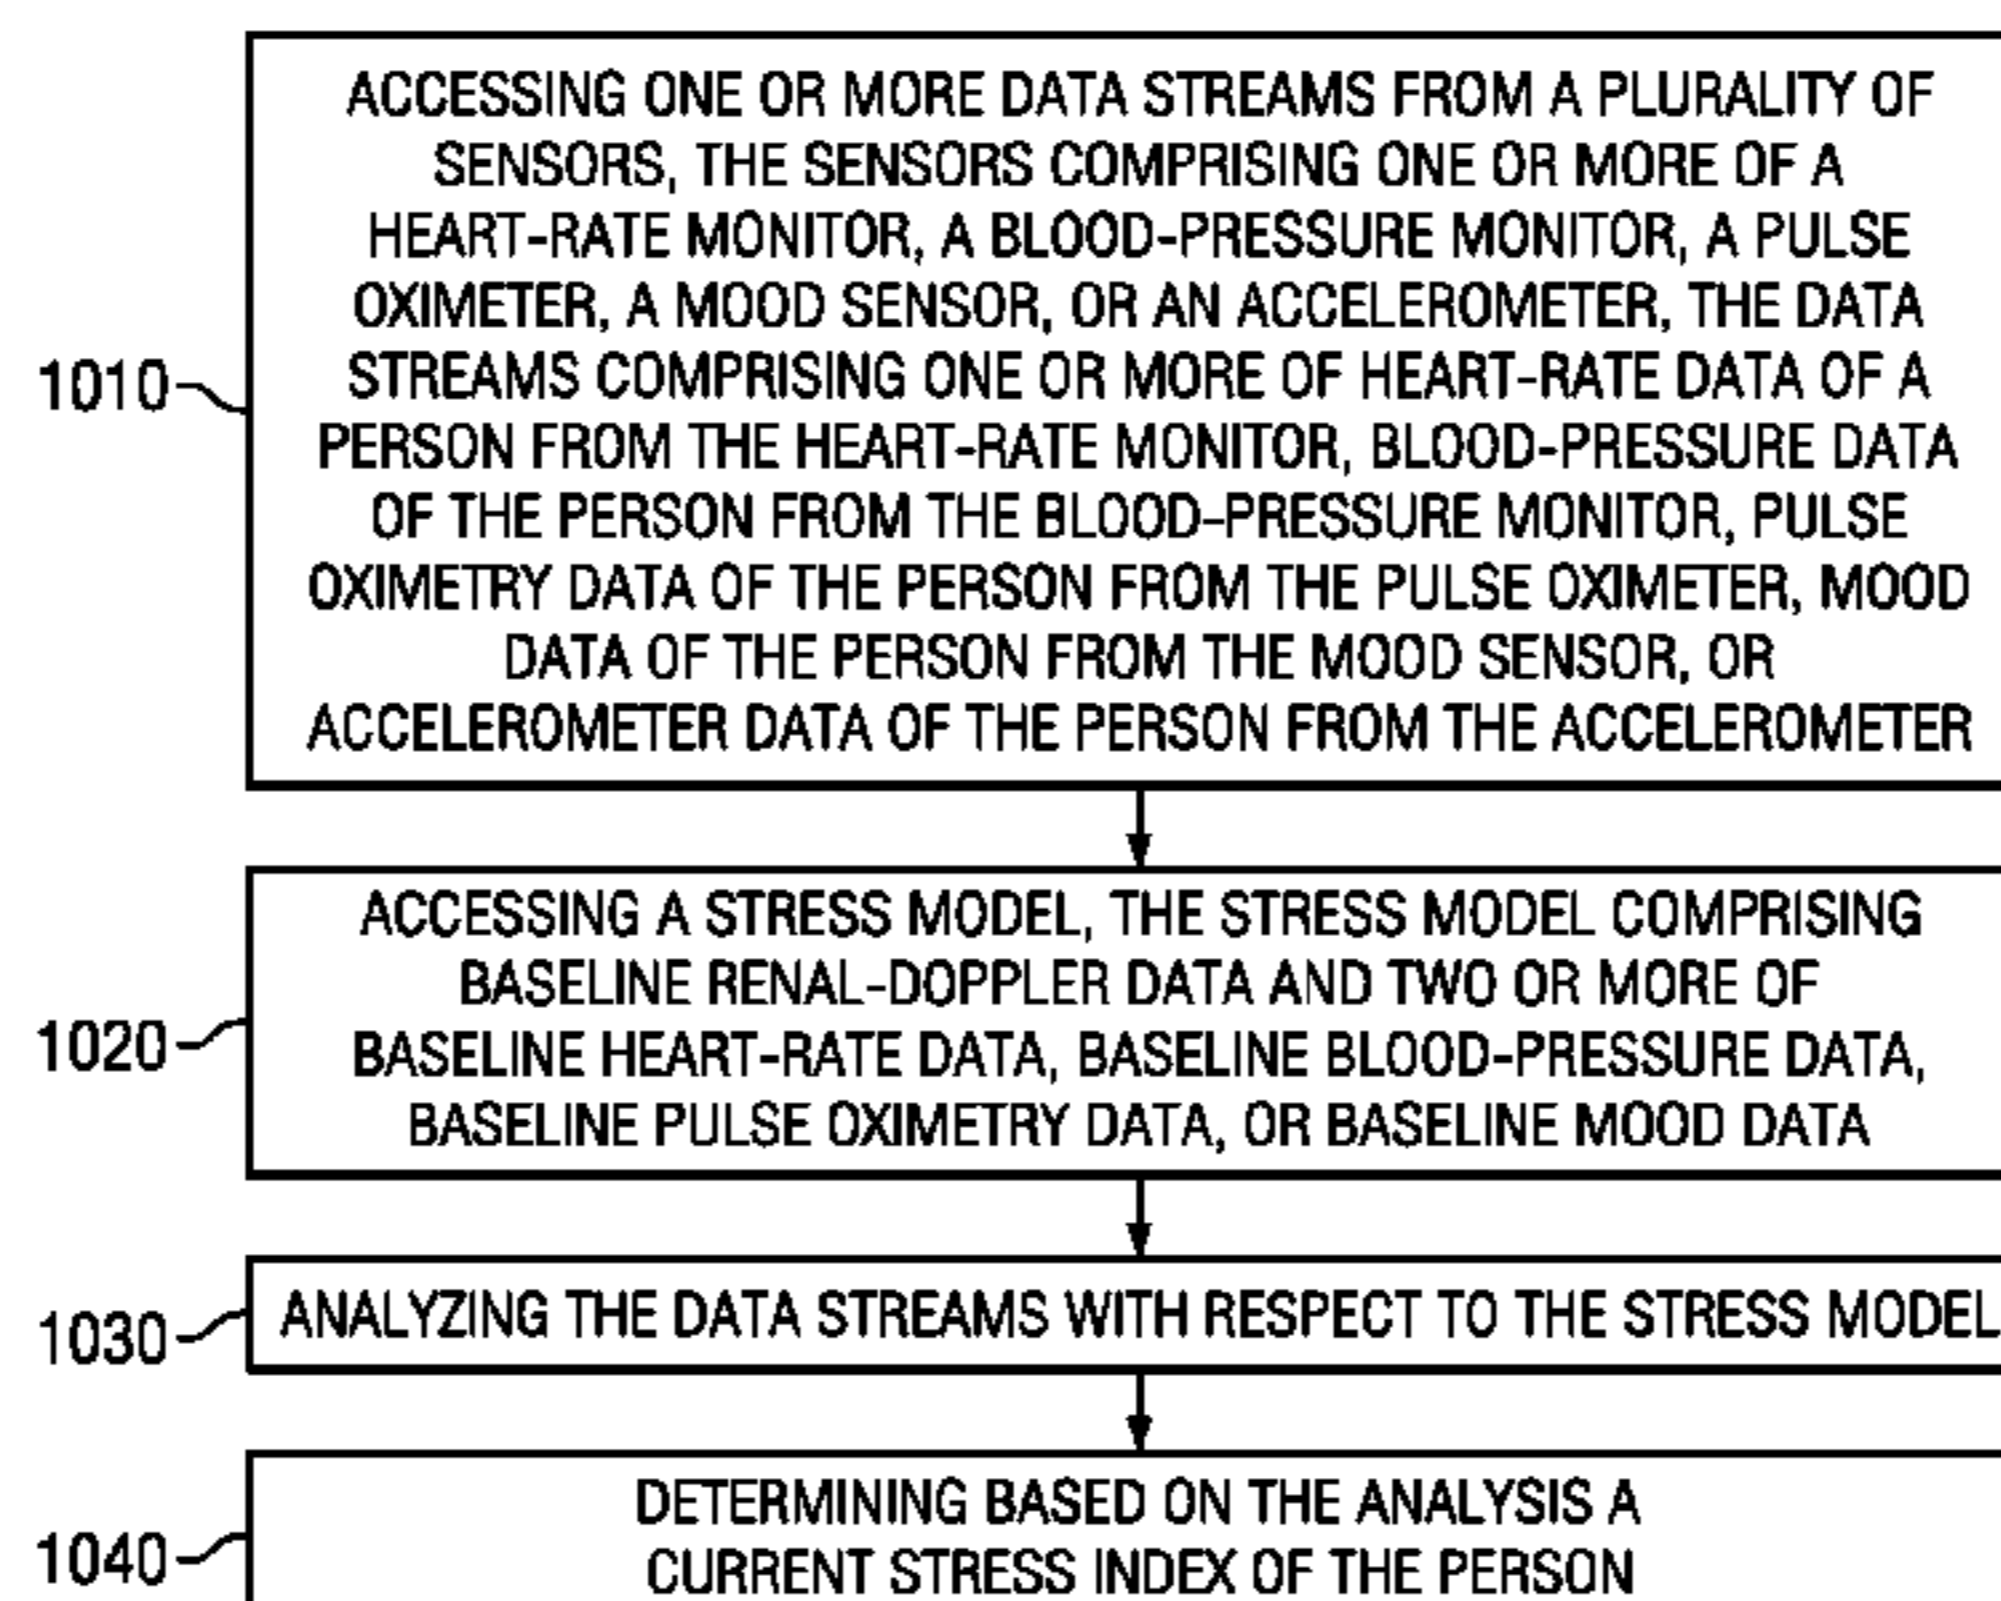 ACCESSING ONE OR MORE DATA STREAMS FROM A PLURALITY OF
SENSORS, THE SENSORS COMPRISING ONE OR MORE OF A
HEART-RATE MONITOR, A BLOOD-PRESSURE MONITOR, A PULSE
OXIMETER, A MOOD SENSOR, OR AN ACCELEROMETER, THE DATA
1010 STREAMS COMPRISING ONE OR MORE OF HEART-RATE DATA OF A
PERSON FROM THE HEART-RATE MONITOR, BLOOD-PRESSURE DATA
OF THE PERSON FROM THE BLOOD-PRESSURE MONITOR, PULSE
OXIMETRY DATA OF THE PERSON FROM THE PULSE OXIMETER, MOOD
DATA OF THE PERSON FROM THE MOOD SENSOR, OR
ACCELEROMETER DATA OF THE PERSON FROM THE ACCELEROMETER
ACCESSING A STRESS MODEL, THE STRESS MODEL COMPRISING
BASELINE RENAL-DOPPLER DATA AND TWO OR MORE OF
1020 BASELINE HEART-RATE DATA, BASELINE BLOOD-PRESSURE DATA,
BASELINE PULSE OXIMETRY DATA, OR BASELINE MOOD DATA
1030 ANALYZING THE DATA STREAMS WITH RESPECT TO THE STRESS MODEL
DETERMINING BASED ON THE ANALYSIS A
1040 CURRENT STRESS INDEX OF THE PERSON